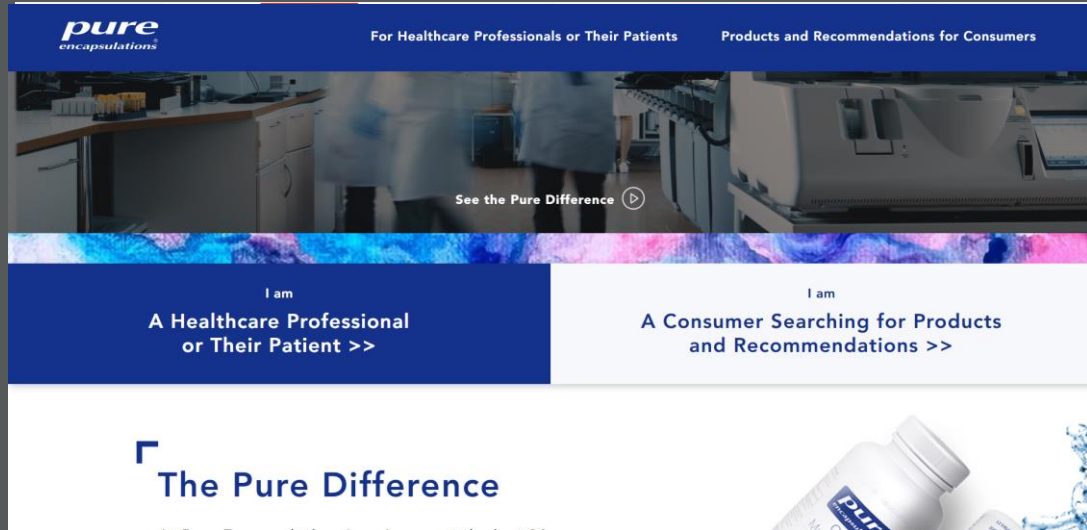 pure
encapsulations
For Healthcare Professionals or Their Patients
Products and Recommendations for Consumers
See the Pure Difference
I am
A Healthcare Professional
or Their Patient >>
I am
A Consumer Searching for Products
and Recommendations >>
The Pure Difference